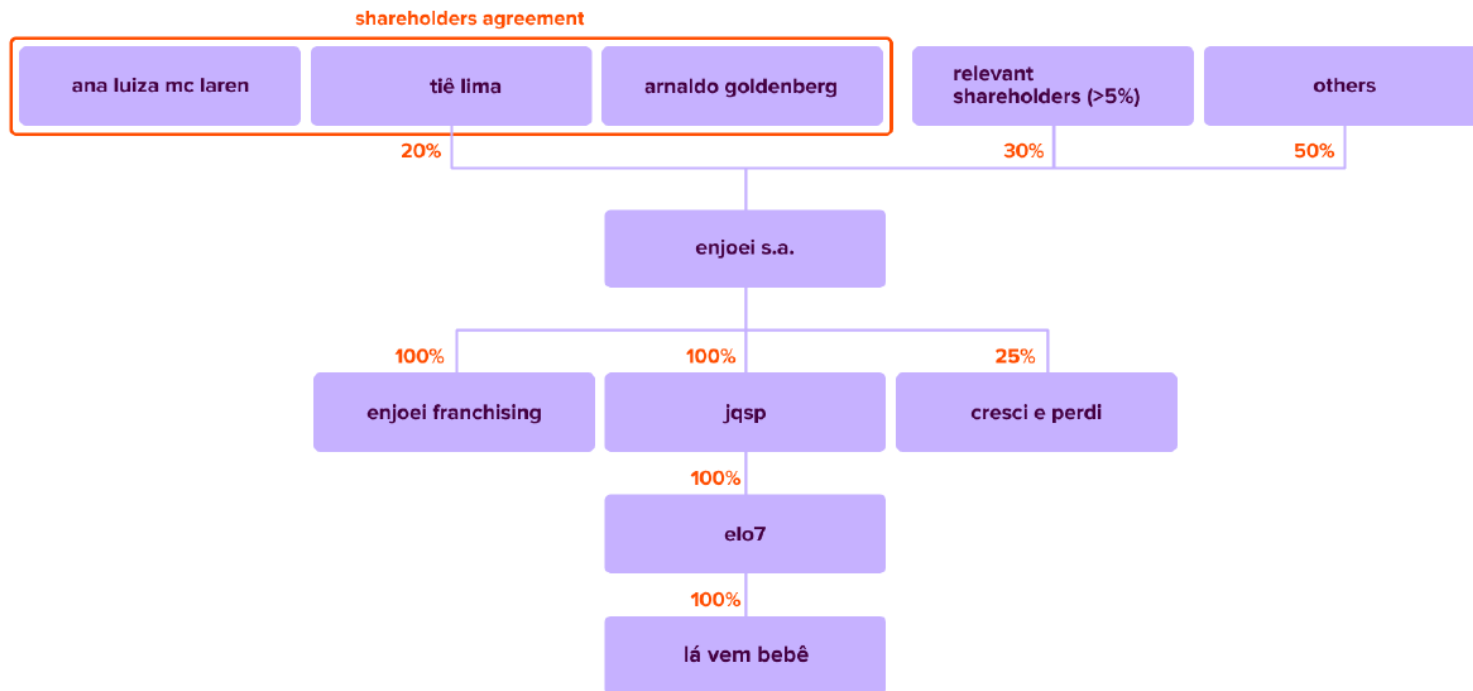 shareholders agreement
ana luiza mc laren
tiê lima
arnaldo goldenberg
relevant
shareholders (>5%)
others
20%
30%
50%
enjoei s.a.
100%
100%
25%
enjoei franchising
jqsp
cresci e perdi
100%
elo7
100%
lá vem bebê